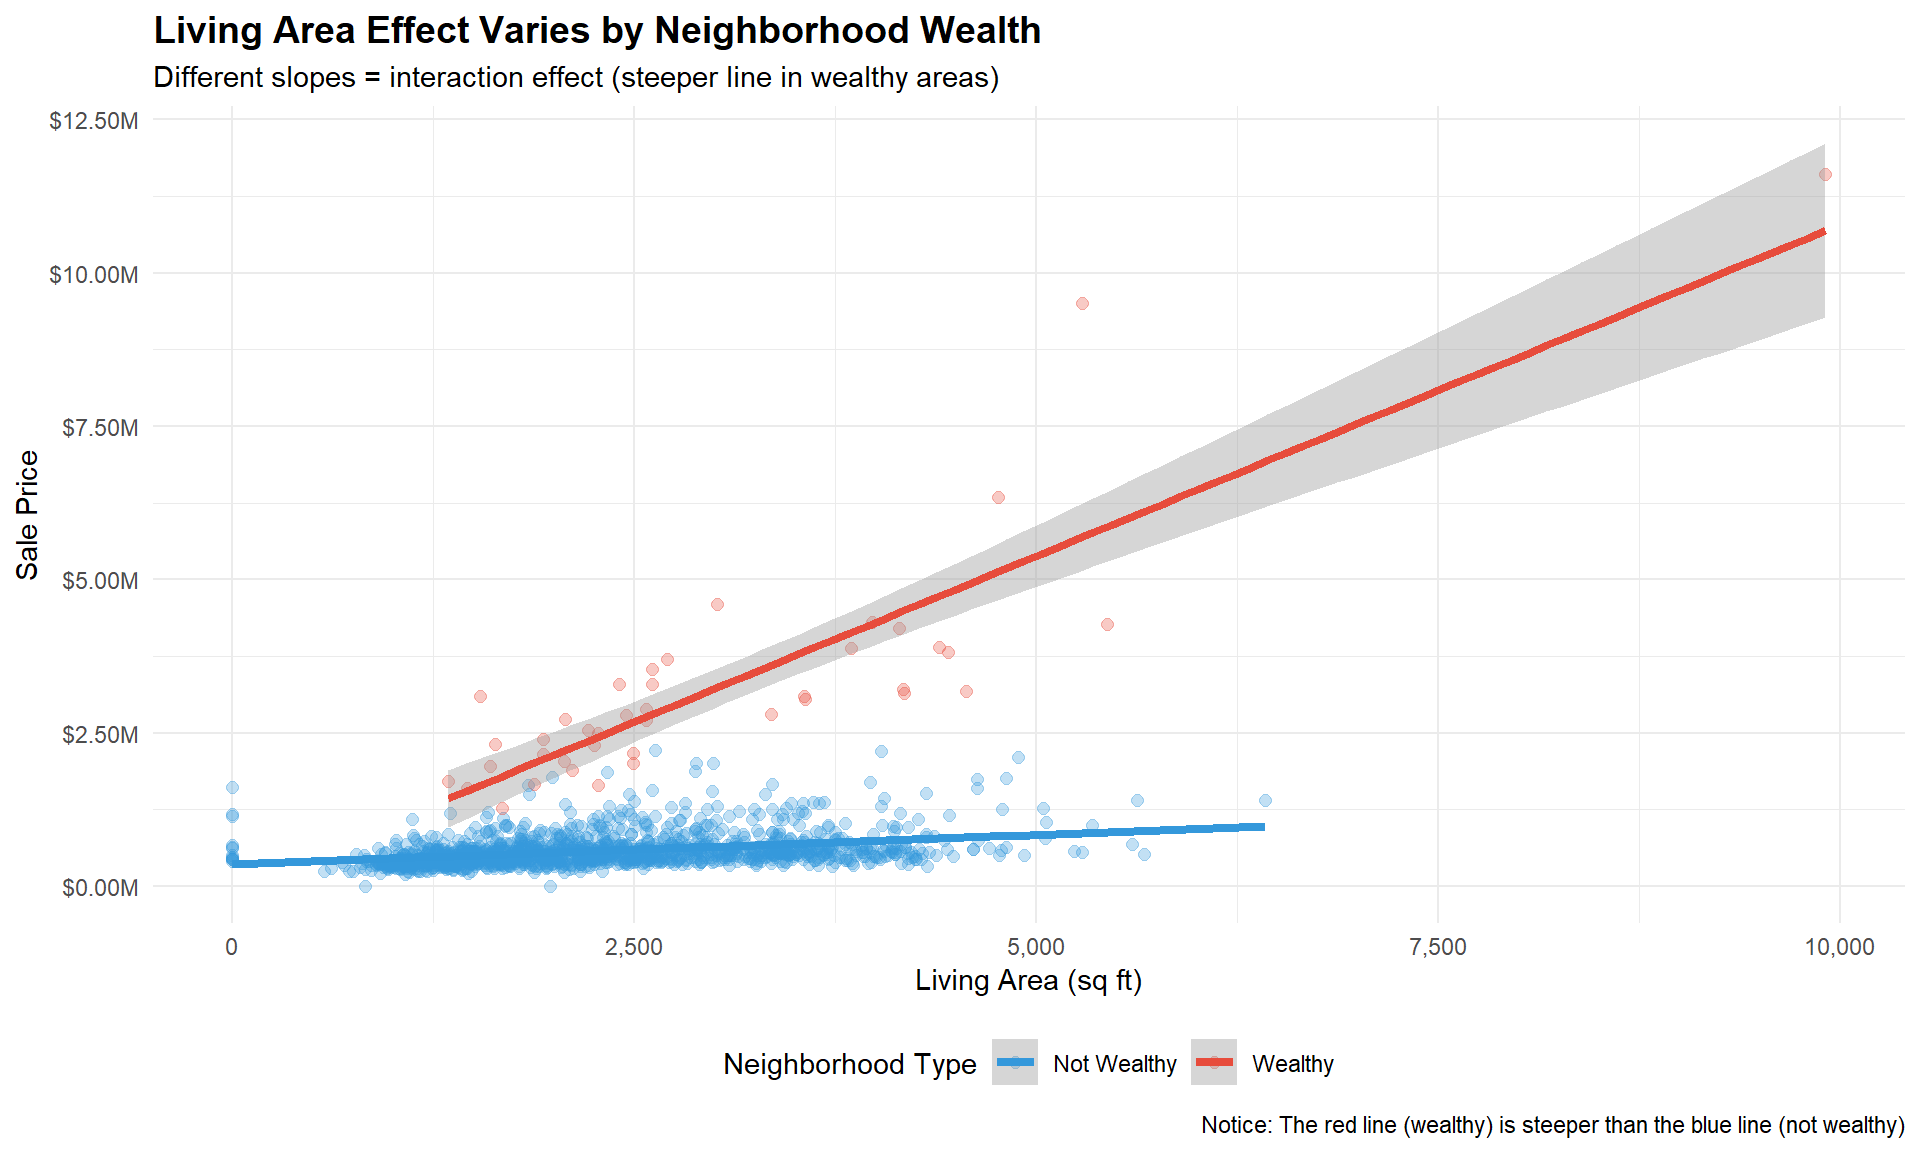 Living Area Effect Varies by Neighborhood Wealth
Different slopes = interaction effect (steeper line in wealthy areas)
$12.50M
$10.00M
$7.50M
$5.00M
$2.50M
$0.00M
Sale Price
0
2,500
5,000
7,500
10,000
Living Area (sq ft)
Neighborhood Type
Not Wealthy
Wealthy
Notice: The red line (wealthy) is steeper than the blue line (not wealthy)